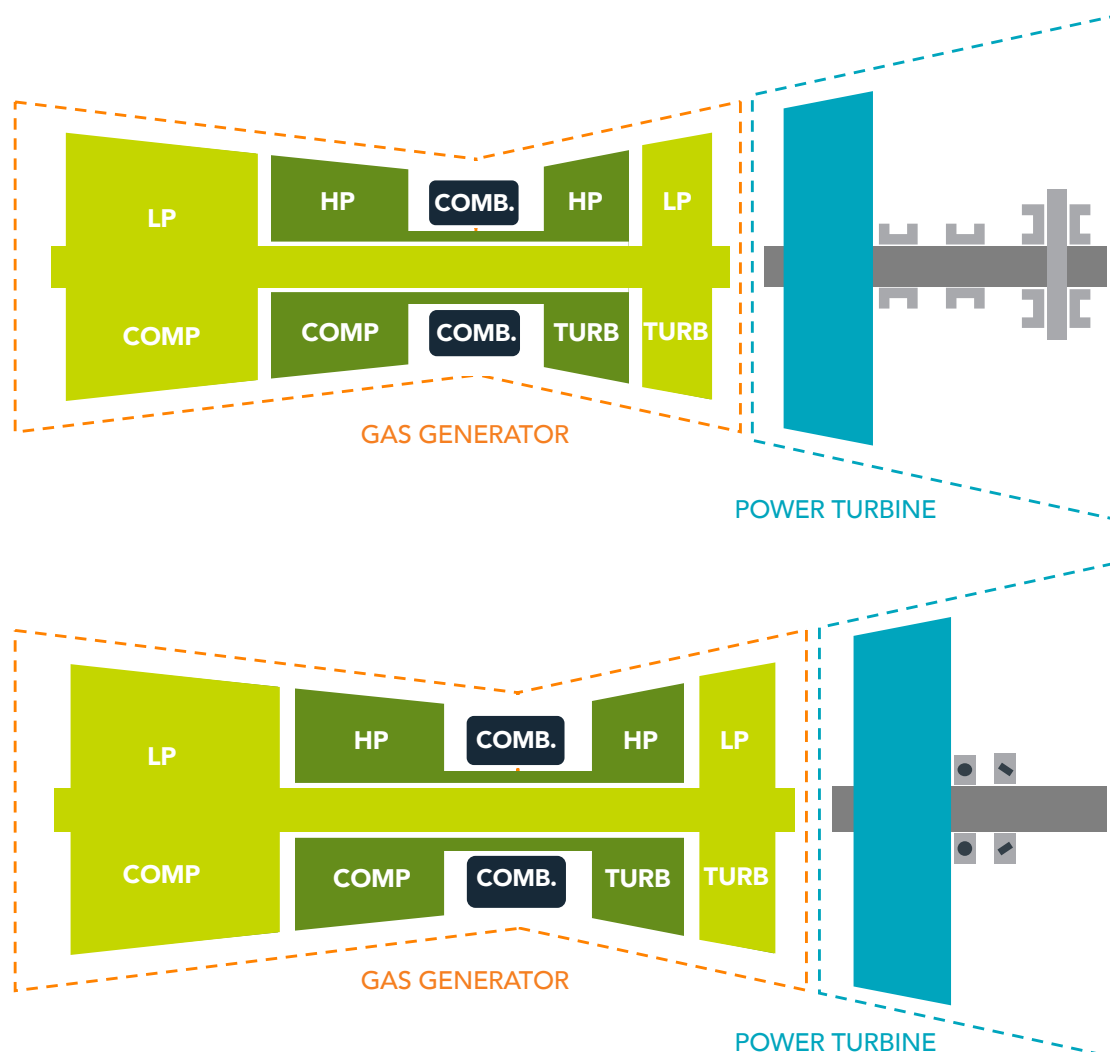 HP COMB. HP
LP LP
COMP COMP COMB. TURB TURB
GAS GENERATOR
POWER TURBINE
HP COMB. HP LP
LP
COMP COMP COMB. TURB TURB
GAS GENERATOR
POWER TURBINE